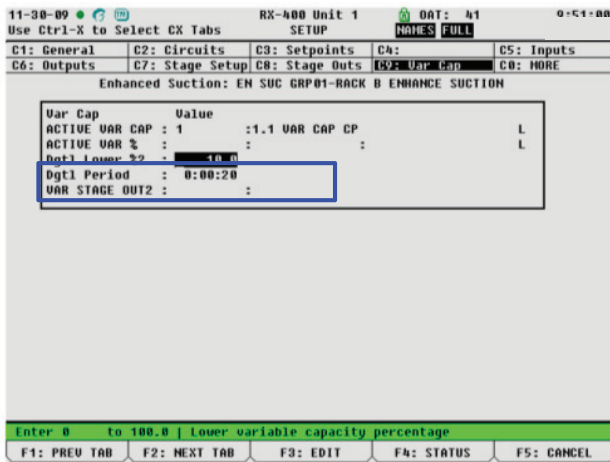 11-30-09 RX-400 Unit 1 OAT: 41 9:51:00
Use Ctrl-X to Select CX Tabs SETUP NAMES FULL
C1: General C2: Circuits C3: Setpoints C4: C5: Inputs
C6: Outputs C7: Stage Setup C8: Stage Outs C9: Var Cap C0: MORE
Enhanced Suction: EN SUC GRP01-RACK B ENHANCE SUCTION
Var Cap Value
ACTIVE VAR CAP : 1 :1.1 VAR CAP CP L
ACTIVE VAR % : : : L
Dgtl Lower %2 : 10.0
Dgtl Period : 0:00:20
VAR STAGE OUT2 : :
Enter 0 to 100.0 | Lower variable capacity percentage
F1: PREV TAB F2: NEXT TAB F3: EDIT F4: STATUS F5: CANCEL